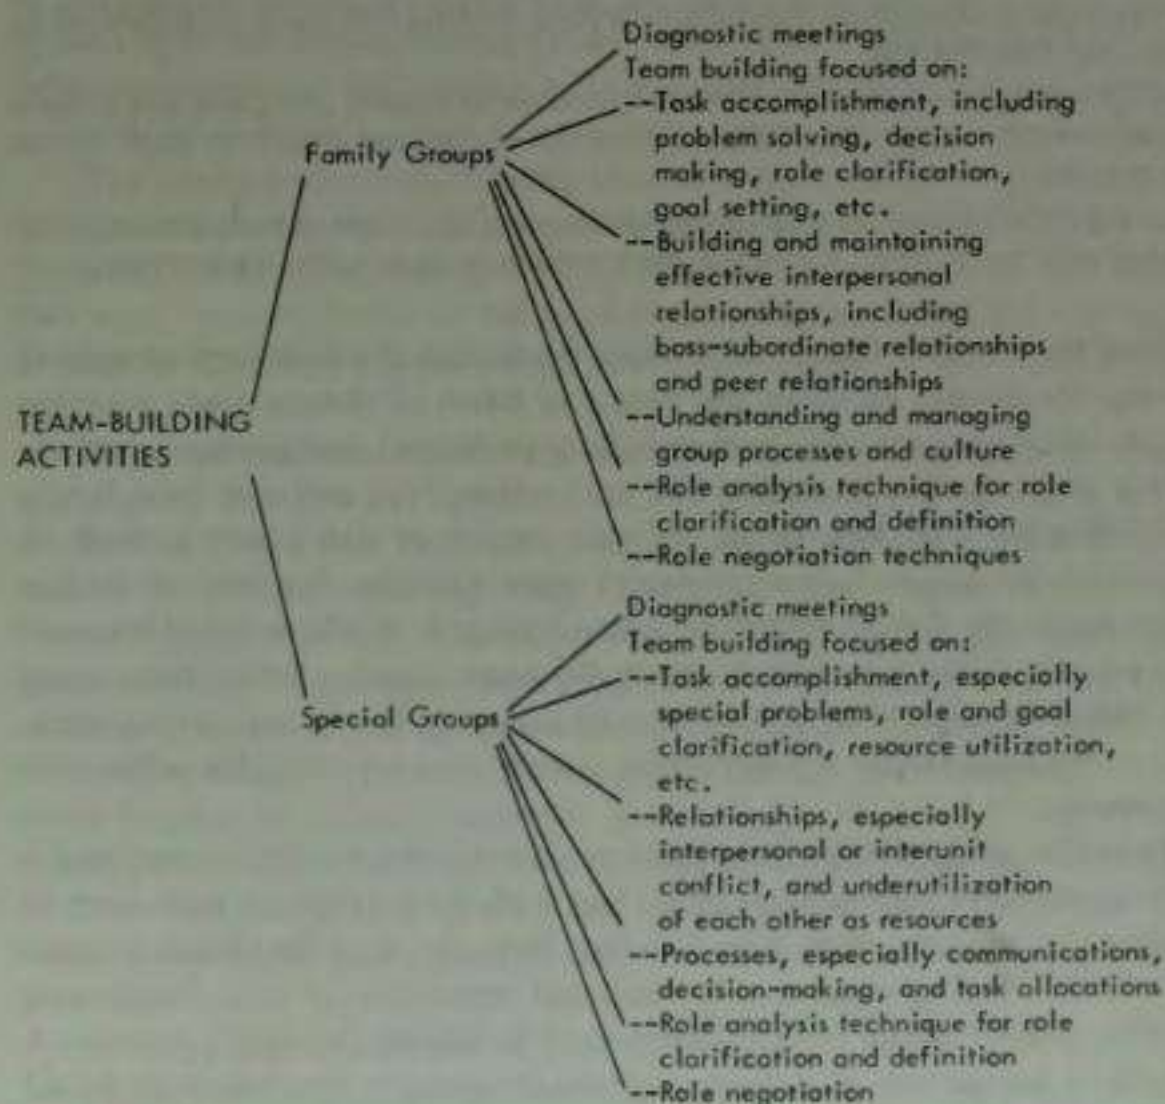 Diagnostic meetings
Team building focused on:
--Task accomplishment, including
problem solving, decision
making, role clarification,
goal setting, etc.
Family Groups
--Building and maintaining
effective interpersonal
relationships, including
boss-subordinate relationships
and peer relationships
--Understanding and managing
group processes and culture
--Role analysis technique for role
clarification and definition
--Role negotiation techniques
TEAM-BUILDING
ACTIVITIES
Diagnostic meetings
Team building focused on:
--Task accomplishment, especially
special problems, role and goal
clarification, resource utilization,
etc.
Special Groups
--Relationships, especially
interpersonal or interunit
conflict, and underutilization
of each other as resources
--Processes, especially communications,
decision-making, and task allocations
--Role analysis technique for role
clarification and definition
--Role negotiation